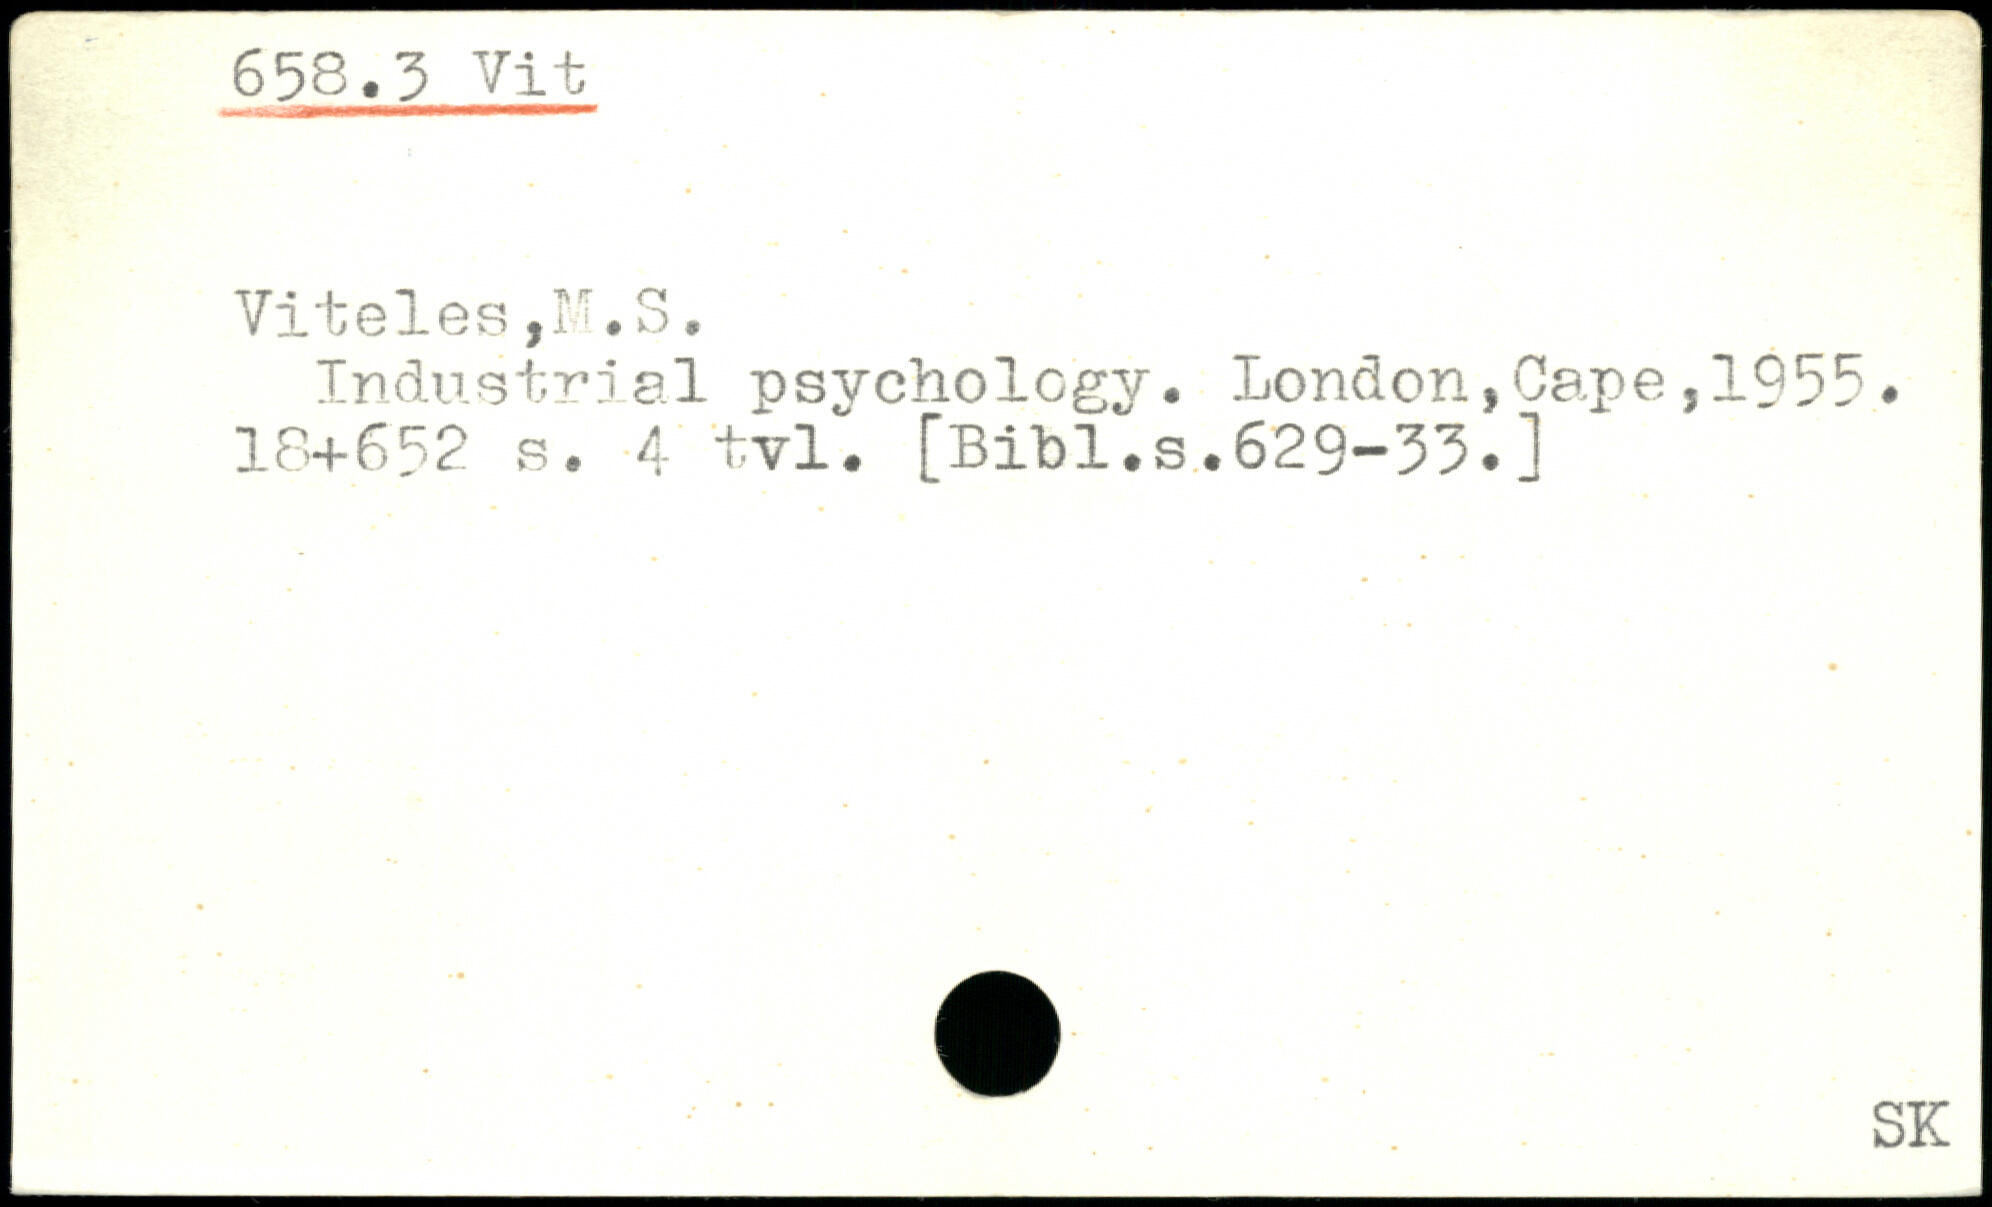 658.3 Vit
Viteles,M.S.
Industrial psychology. London,Cape,1955.
18+652 s. 4 tvl. [Bibl.s.629-33.]
SK